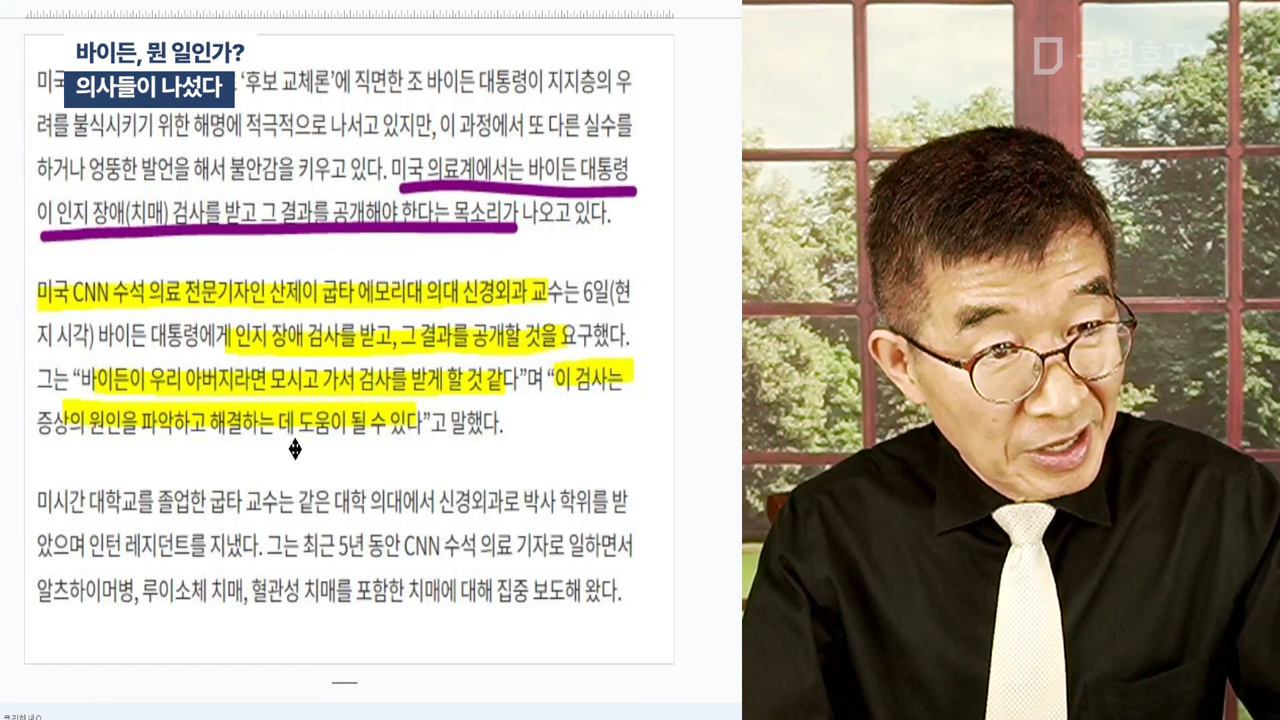 바이든, 뭔 일인가?
의사들이 나섰다
공병호TV
미국 '후보 교체론'에 직면한 조 바이든 대통령이 지지층의 우
려를 불식시키기 위한 해명에 적극적으로 나서고 있지만, 이 과정에서 또 다른 실수를
하거나 엉뚱한 발언을 해서 불안감을 키우고 있다. 미국 의료계에서는 바이든 대통령
이 인지 장애(치매) 검사를 받고 그 결과를 공개해야 한다는 목소리가 나오고 있다.
미국 CNN 수석 의료 전문기자인 산제이 굽타 에모리대 의대 신경외과 교수는 6일(현
지 시각) 바이든 대통령에게 인지 장애 검사를 받고, 그 결과를 공개할 것을 요구했다.
그는 “바이든이 우리 아버지라면 모시고 가서 검사를 받게 할 것 같다”며 “이 검사는
증상의 원인을 파악하고 해결하는 데 도움이 될 수 있다”고 말했다.
미시간 대학교를 졸업한 굽타 교수는 같은 대학 의대에서 신경외과로 박사 학위를 받
았으며 인턴 레지던트를 지냈다. 그는 최근 5년 동안 CNN 수석 의료 기자로 일하면서
알츠하이머병, 루이소체 치매, 혈관성 치매를 포함한 치매에 대해 집중 보도해 왔다.